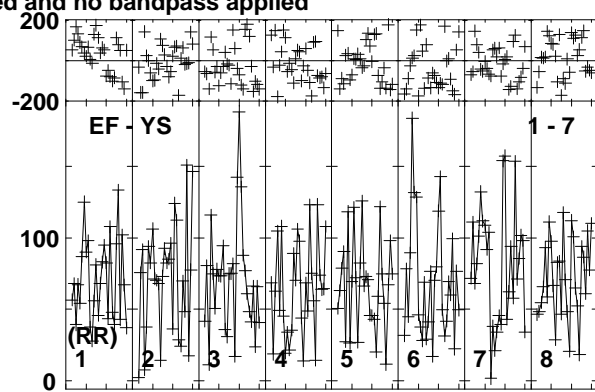 ed and no bandpass applied
200
-200
EF - YS 1 - 7
100
(RR)
1 2 3 4 5 6 7 8
0